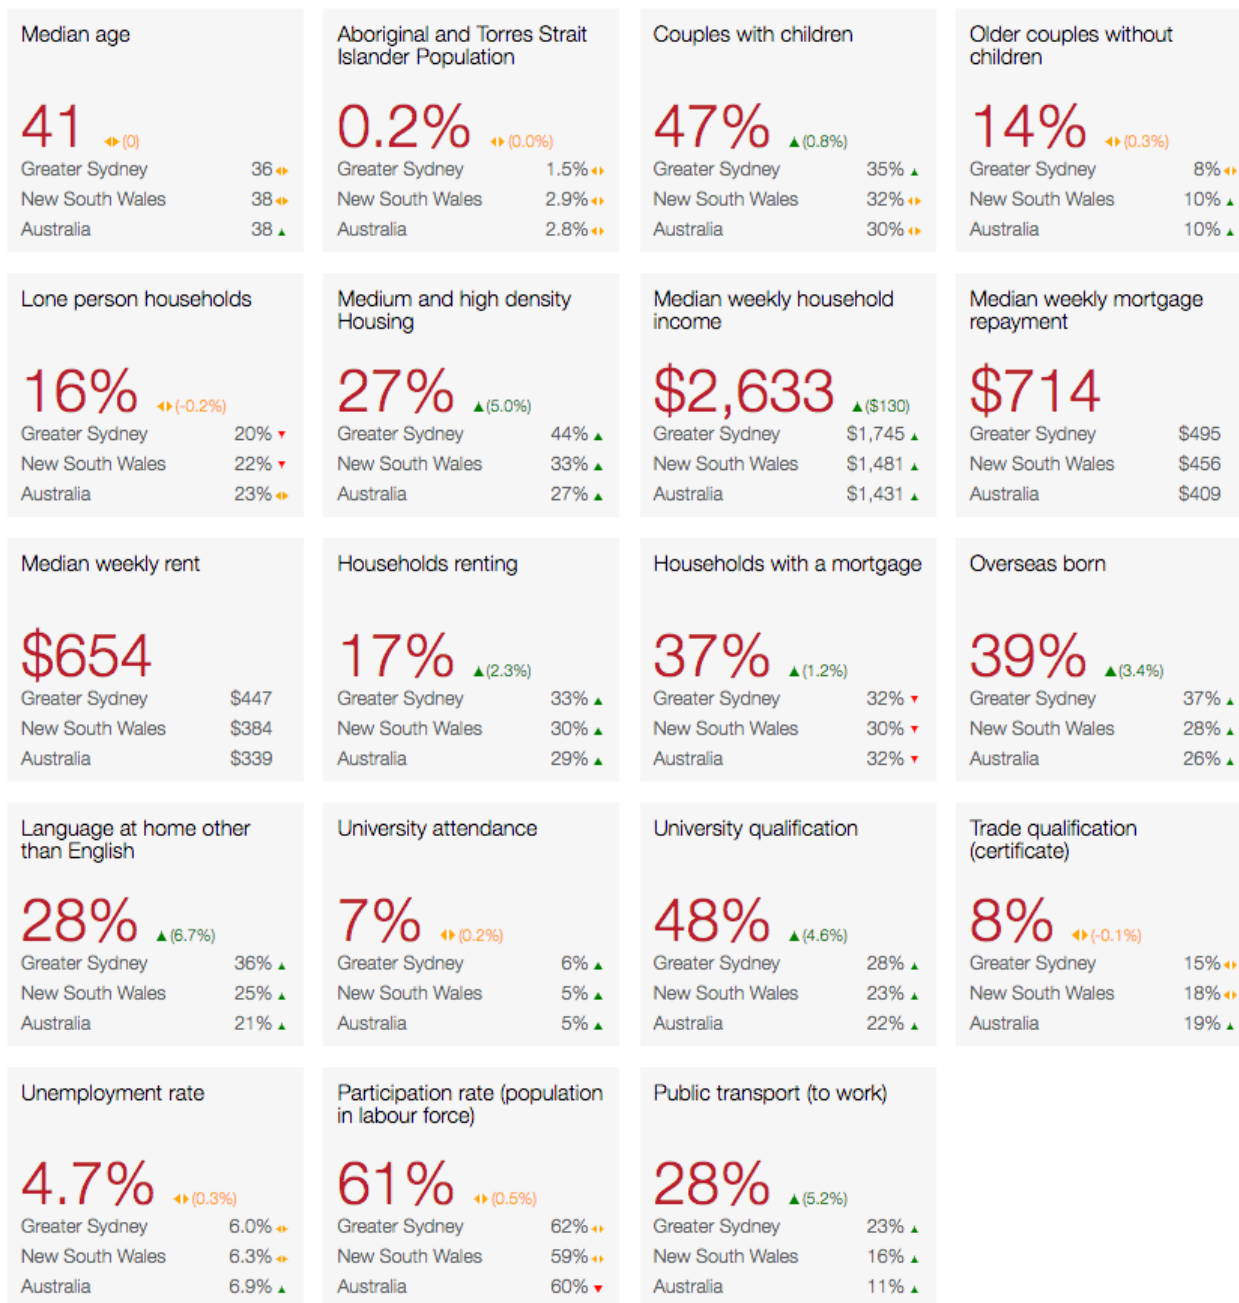 Median age
41 (0)
Greater Sydney 36
New South Wales 38
Australia 38
Aboriginal and Torres Strait
Islander Population
0.2% (0.0%)
Greater Sydney 1.5%
New South Wales 2.9%
Australia 2.8%
Couples with children
47% (0.8%)
Greater Sydney 35%
New South Wales 32%
Australia 30%
Older couples without
children
14% (0.3%)
Greater Sydney 8%
New South Wales 10%
Australia 10%
Lone person households
16% (-0.2%)
Greater Sydney 20%
New South Wales 22%
Australia 23%
Medium and high density
Housing
27% (5.0%)
Greater Sydney 44%
New South Wales 33%
Australia 27%
Median weekly household
income
$2,633 ($130)
Greater Sydney $1,745
New South Wales $1,481
Australia $1,431
Median weekly mortgage
repayment
$714
Greater Sydney $495
New South Wales $456
Australia $409
Median weekly rent
$654
Greater Sydney $447
New South Wales $384
Australia $339
Households renting
17% (2.3%)
Greater Sydney 33%
New South Wales 30%
Australia 29%
Households with a mortgage
37% (1.2%)
Greater Sydney 32%
New South Wales 30%
Australia 32%
Overseas born
39% (3.4%)
Greater Sydney 37%
New South Wales 28%
Australia 26%
Language at home other
than English
28% (6.7%)
Greater Sydney 36%
New South Wales 25%
Australia 21%
University attendance
7% (0.2%)
Greater Sydney 6%
New South Wales 5%
Australia 5%
University qualification
48% (4.6%)
Greater Sydney 28%
New South Wales 23%
Australia 22%
Trade qualification
(certificate)
8% (-0.1%)
Greater Sydney 15%
New South Wales 18%
Australia 19%
Unemployment rate
4.7% (0.3%)
Greater Sydney 6.0%
New South Wales 6.3%
Australia 6.9%
Participation rate (population
in labour force)
61% (0.5%)
Greater Sydney 62%
New South Wales 59%
Australia 60%
Public transport (to work)
28% (5.2%)
Greater Sydney 23%
New South Wales 16%
Australia 11%